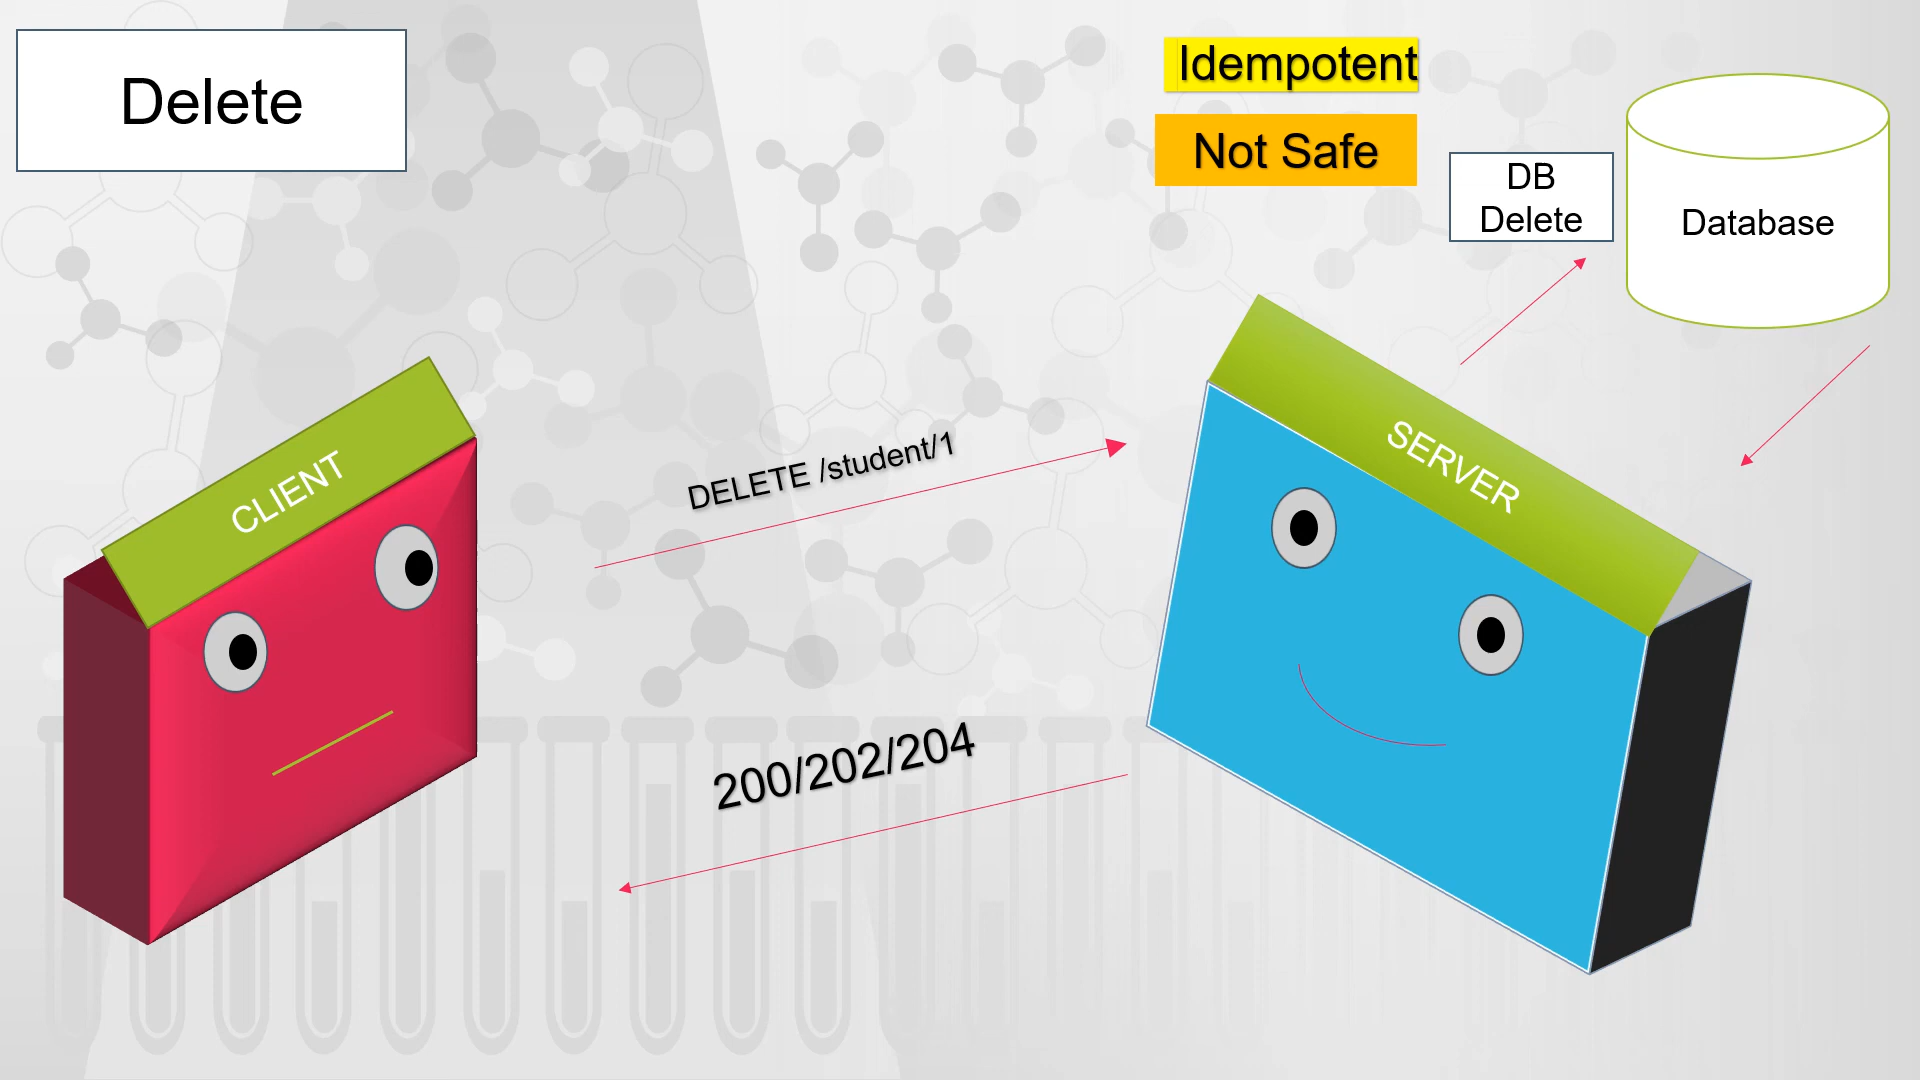 Delete
Idempotent
Not Safe
DB
Delete
Database
CLIENT
DELETE /student/1
SERVER
200/202/204